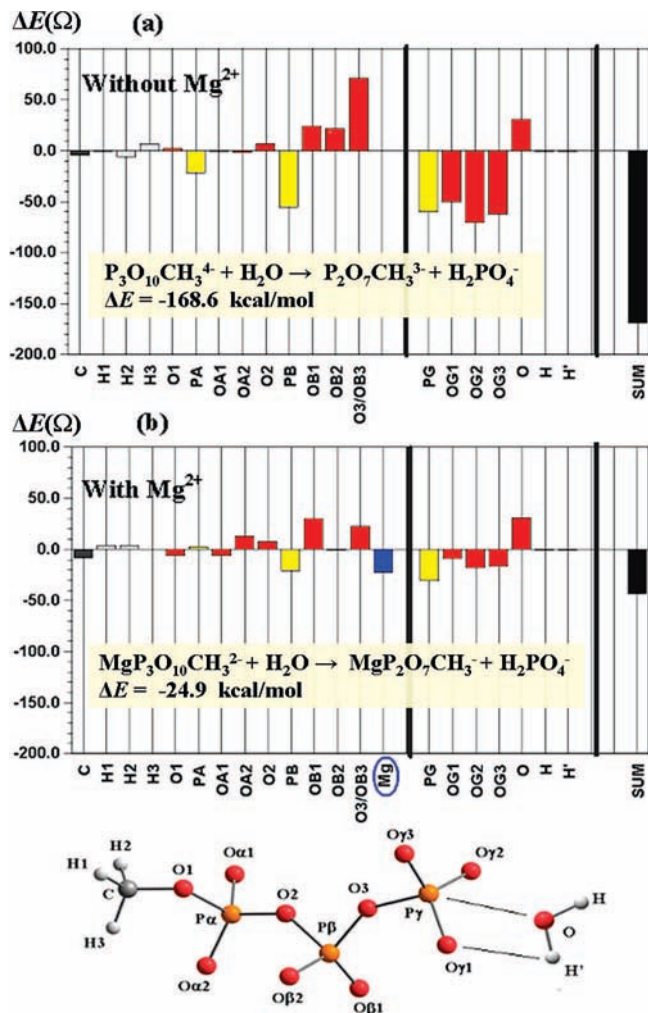 ΔE(Ω) (a)
100.0
Without Mg²⁺
50.0
0.0
-50.0
-100.0
P₃O₁₀CH₃⁴⁻ + H₂O → P₂O₇CH₃³⁻ + H₂PO₄⁻
ΔE = -168.6 kcal/mol
-150.0
-200.0
C H1 H2 H3 O1 PA OA1 OA2 O2 PB OB1 OB2 O3/OB3 PG OG1 OG2 OG3 O H H' SUM
ΔE(Ω) (b)
100.0
With Mg²⁺
50.0
0.0
-50.0
-100.0
MgP₃O₁₀CH₃²⁻ + H₂O → MgP₂O₇CH₃⁻ + H₂PO₄⁻
ΔE = -24.9 kcal/mol
-150.0
-200.0
C H1 H2 H3 O1 PA OA1 OA2 O2 PB OB1 OB2 O3/OB3 Mg PG OG1 OG2 OG3 O H H' SUM
Oγ3
Oγ2
H2 Oα1
H1 O1 O3 Pγ H
C O2 Pβ O
Pα
H3 Oγ1 H'
Oα2 Oβ2 Oβ1